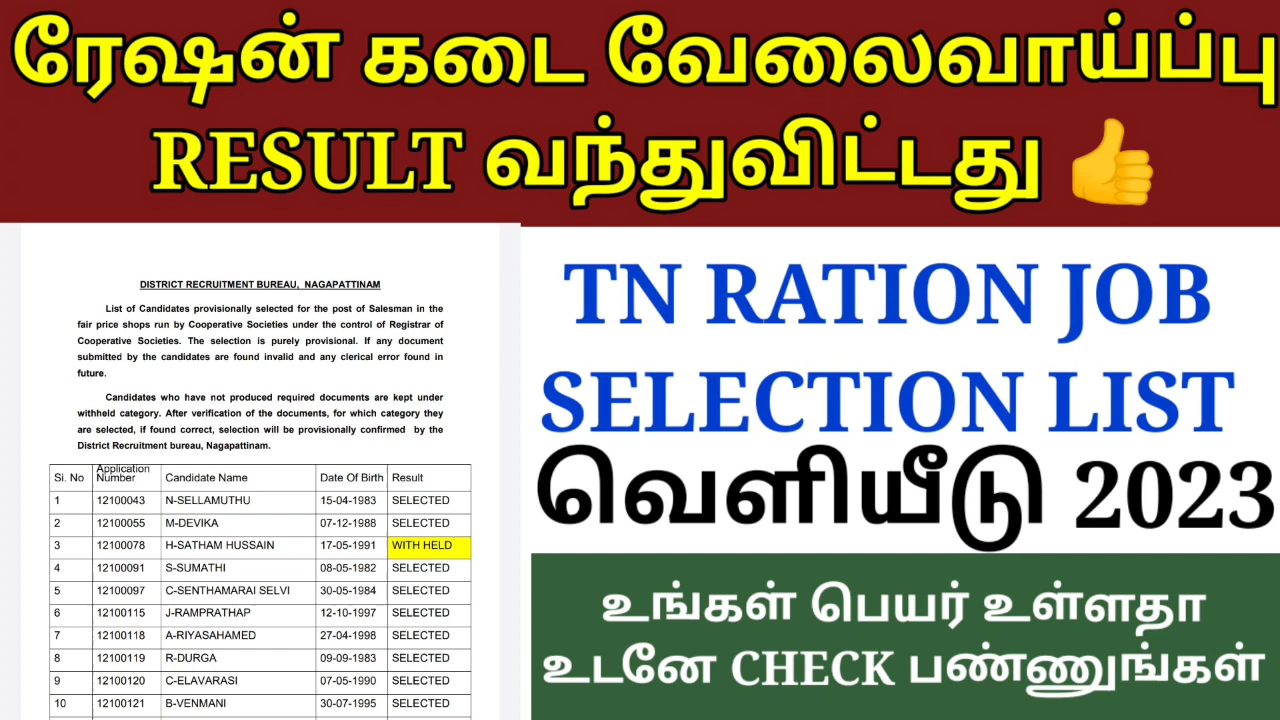 ரேஷன் கடை வேலைவாய்ப்பு
RESULT வந்துவிட்டது
DISTRICT RECRUITMENT BUREAU, NAGAPATTINAM
List of Candidates provisionally selected for the post of Salesman in the
fair price shops run by Cooperative Societies under the control of Registrar of
Cooperative Societies. The selection is purely provisional. If any document
submitted by the candidates are found invalid and any clerical error found in
future.
Candidates who have not produced required documents are kept under
withheld category. After verification of the documents, for which category they
are selected, if found correct, selection will be provisionally confirmed by the
District Recruitment bureau, Nagapattinam.
Si. No Application Number Candidate Name Date Of Birth Result
1 12100043 N-SELLAMUTHU 15-04-1983 SELECTED
2 12100055 M-DEVIKA 07-12-1988 SELECTED
3 12100078 H-SATHAM HUSSAIN 17-05-1991 WITH HELD
4 12100091 S-SUMATHI 08-05-1982 SELECTED
5 12100097 C-SENTHAMARAI SELVI 30-05-1984 SELECTED
6 12100115 J-RAMPRATHAP 12-10-1997 SELECTED
7 12100118 A-RIYASAHAMED 27-04-1998 SELECTED
8 12100119 R-DURGA 09-09-1983 SELECTED
9 12100120 C-ELAVARASI 07-05-1990 SELECTED
10 12100121 B-VENMANI 30-07-1995 SELECTED
TN RATION JOB
SELECTION LIST
வெளியீடு 2023
உங்கள் பெயர் உள்ளதா
உடனே CHECK பண்ணுங்கள்